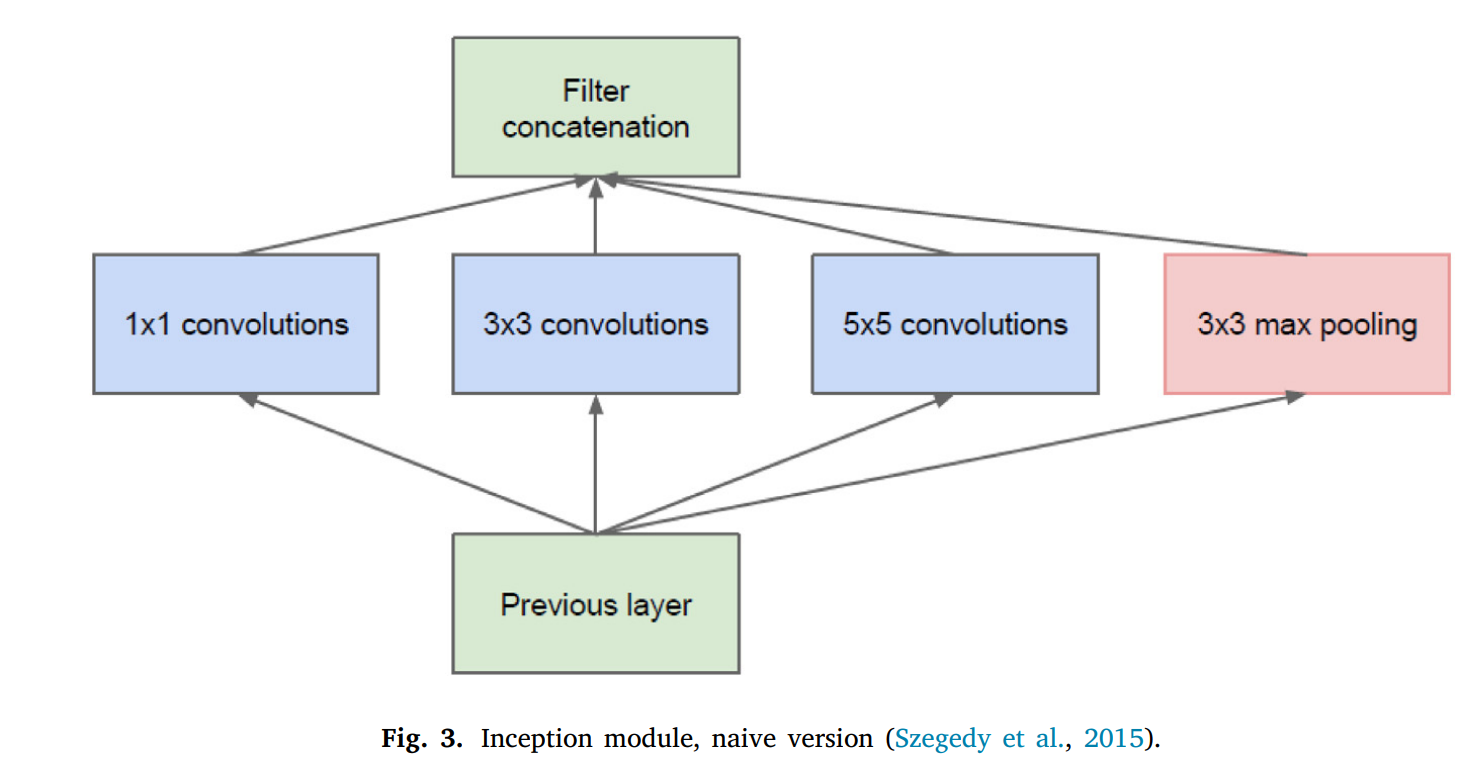 Filter
concatenation
1x1 convolutions
3x3 convolutions
5x5 convolutions
3x3 max pooling
Previous layer
Fig. 3. Inception module, naive version (Szegedy et al., 2015).